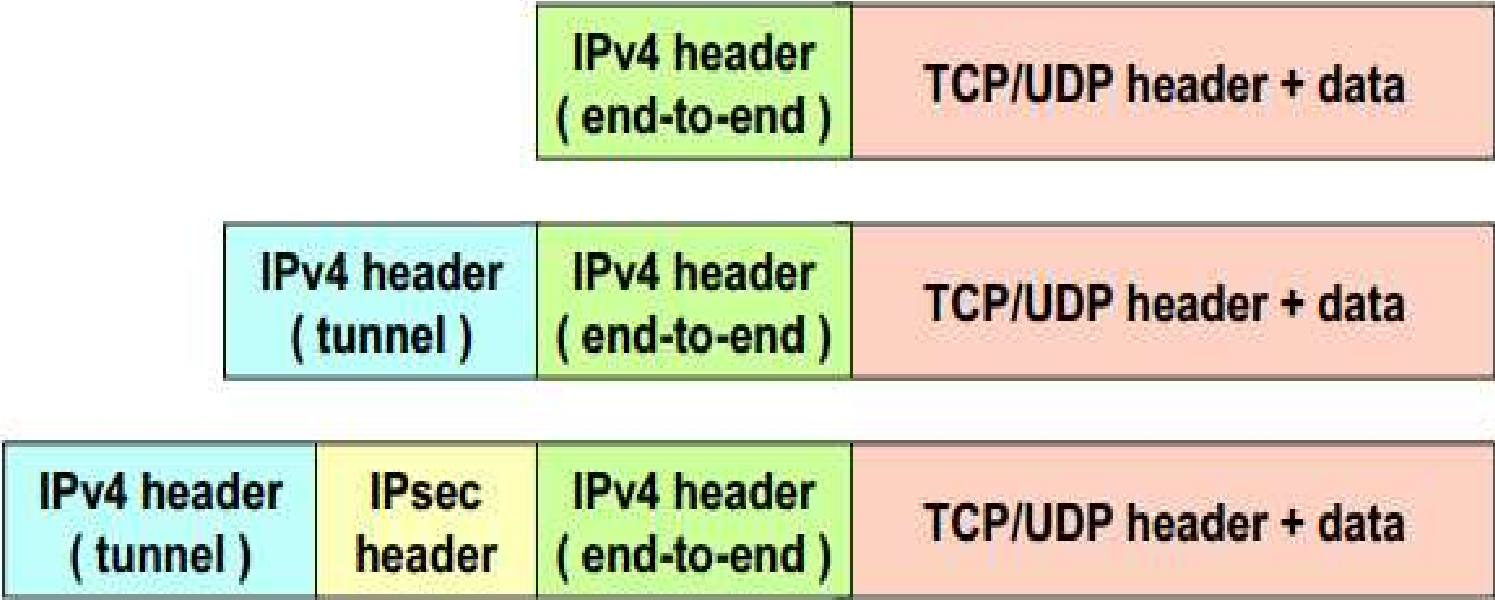 IPv4 header
( end-to-end )
TCP/UDP header + data
IPv4 header
( tunnel )
IPv4 header
( end-to-end )
TCP/UDP header + data
IPv4 header
( tunnel )
IPsec
header
IPv4 header
( end-to-end )
TCP/UDP header + data